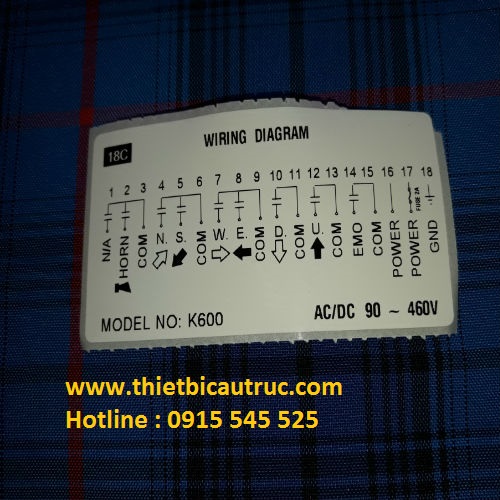 WIRING DIAGRAM
18C
1 2 3 4 5 6 7 8 9 10 11 12 13 14 15 16 17 18
N/A HORN COM N. S. COM W. E. COM D. COM U. COM EMO COM POWER POWER FUSE 2A GND
MODEL NO: K600
AC/DC 90 ~ 460V
www.thietbicautruc.com
Hotline : 0915 545 525